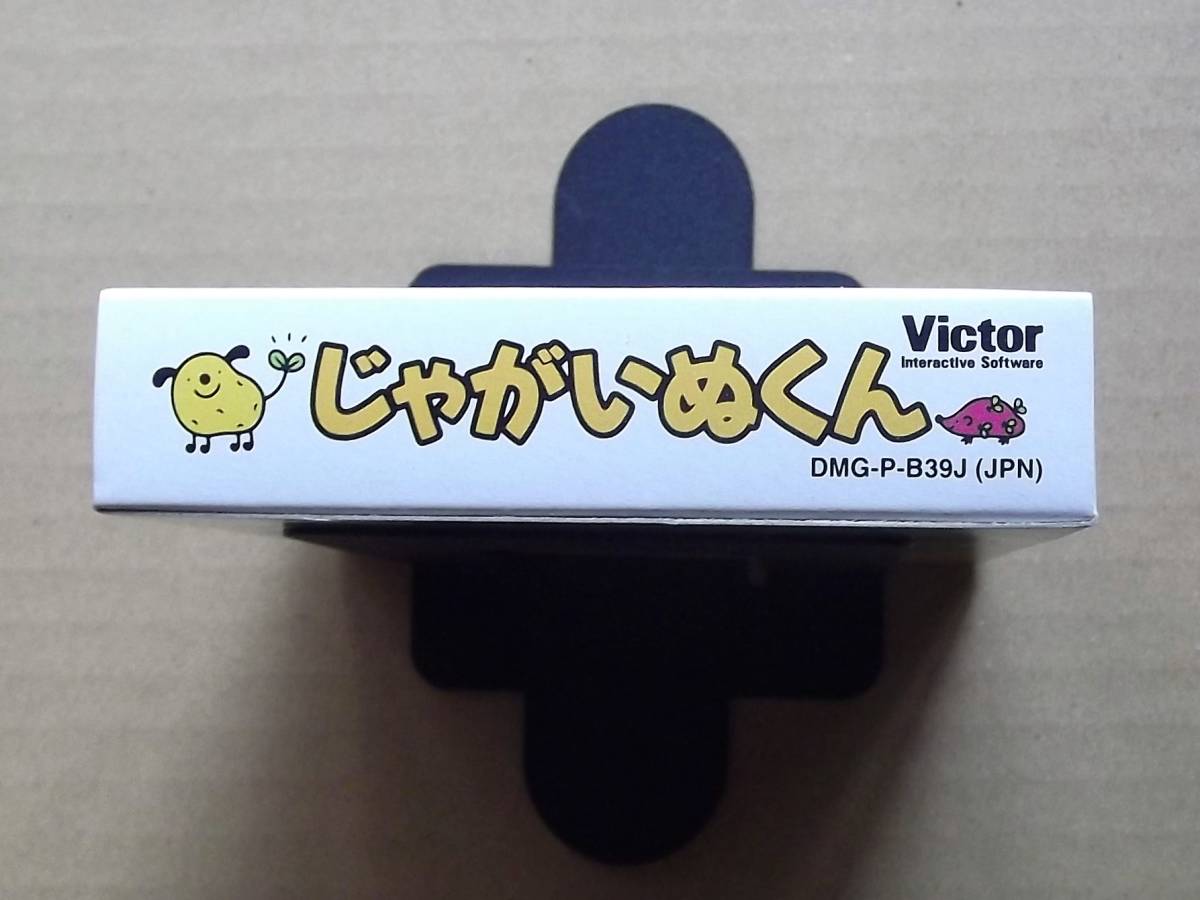 じゃがいぬくん
Victor
Interactive Software
DMG-P-B39J (JPN)